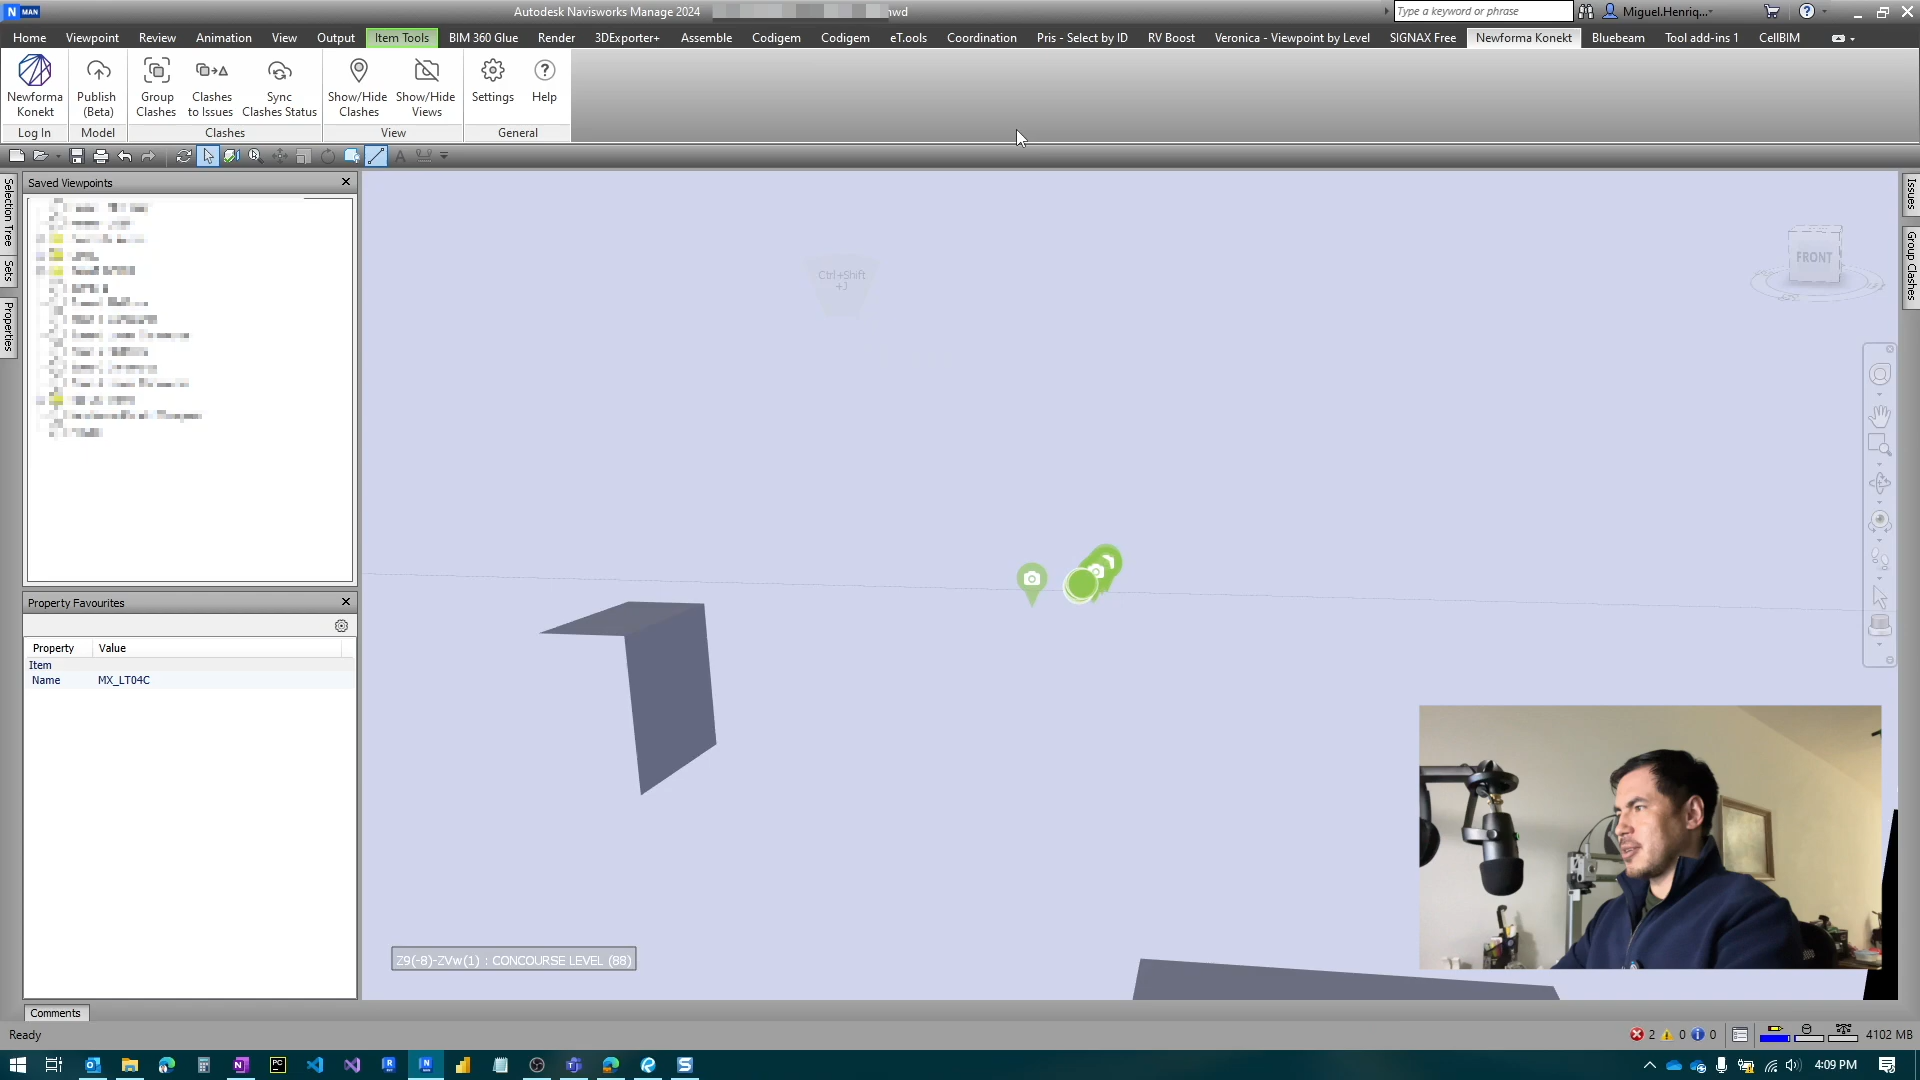 N MAN
Autodesk Navisworks Manage 2024
Type a keyword or phrase
Miguel.Henriq...
Home Viewpoint Review Animation View Output Item Tools BIM 360 Glue Render 3DExporter+ Assemble Codigem Codigem eT.ools Coordination Pris - Select by ID RV Boost Veronica - Viewpoint by Level SIGNAX Free Newforma Konekt Bluebeam Tool add-ins 1 CellBIM
Newforma Konekt
Publish (Beta)
Group Clashes
Clashes to Issues
Sync Clashes Status
Show/Hide Clashes
Show/Hide Views
Settings
Help
Log In Model Clashes View General
Selection Tree
Sets
Properties
Saved Viewpoints
Issues
Group Clashes
Ctrl+Shift
+J
FRONT
Property Favourites
Property Value
Item
Name MX_LT04C
Z9(-8)-ZVw(1) : CONCOURSE LEVEL (88)
Comments
Ready
2 0 0 4102 MB
4:09 PM